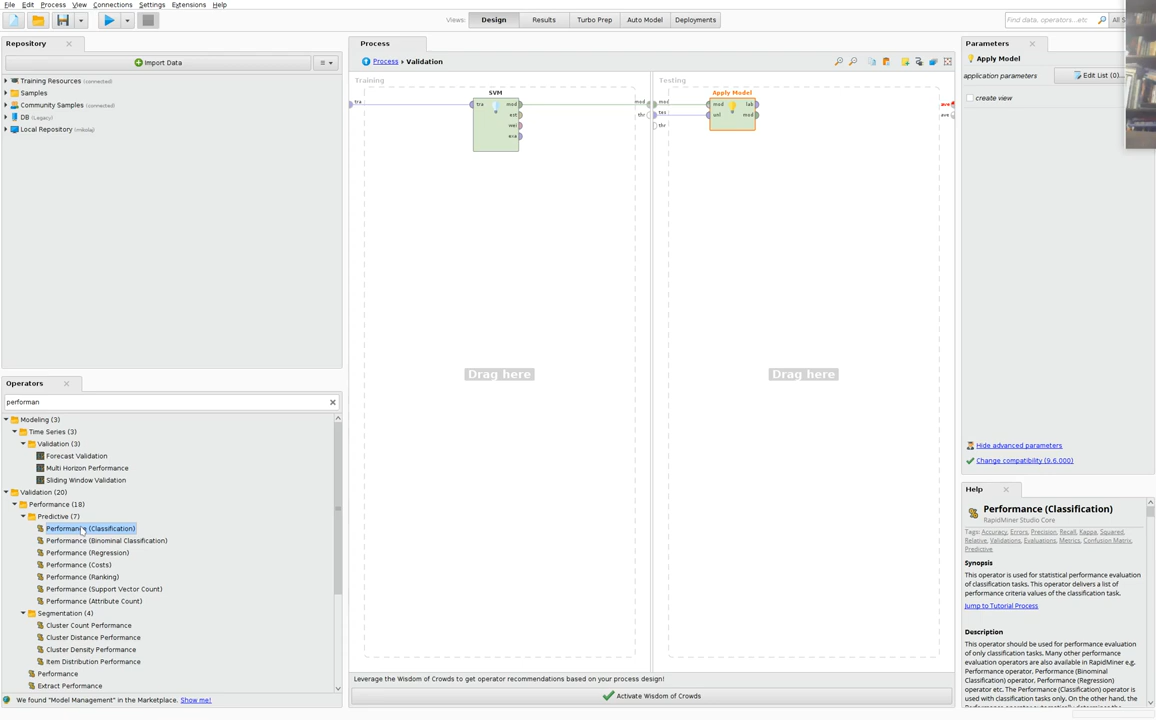 File Edit Process View Connections Settings Extensions Help
Views: Design Results Turbo Prep Auto Model Deployments
Find data, operators...etc All S
Repository
Import Data
Training Resources (connected)
Samples
Community Samples (connected)
DB (Legacy)
Local Repository (mikolaj)
Operators
performan
Modeling (3)
Time Series (3)
Validation (3)
Forecast Validation
Multi Horizon Performance
Sliding Window Validation
Validation (20)
Performance (18)
Predictive (7)
Performance (Classification)
Performance (Binominal Classification)
Performance (Regression)
Performance (Costs)
Performance (Ranking)
Performance (Support Vector Count)
Performance (Attribute Count)
Segmentation (4)
Cluster Count Performance
Cluster Distance Performance
Cluster Density Performance
Item Distribution Performance
Performance
Extract Performance
We found "Model Management" in the Marketplace. Show me!
Process
Process Validation
Training
Testing
SVM
Apply Model
tra
tra mod
est
wei
exa
mod
thr
mod
tes
thr
mod lab
unl mod
ave
ave
Drag here
Drag here
Leverage the Wisdom of Crowds to get operator recommendations based on your process design!
Activate Wisdom of Crowds
Parameters
Apply Model
application parameters Edit List (0)...
create view
Hide advanced parameters
Change compatibility (9.6.000)
Help
Performance (Classification)
RapidMiner Studio Core
Tags: Accuracy, Errors, Precision, Recall, Kappa, Squared,
Relative, Validations, Evaluations, Metrics, Confusion Matrix,
Predictive
Synopsis
This operator is used for statistical performance evaluation
of classification tasks. This operator delivers a list of
performance criteria values of the classification task.
Jump to Tutorial Process
Description
This operator should be used for performance evaluation
of only classification tasks. Many other performance
evaluation operators are also available in RapidMiner e.g.
Performance operator, Performance (Binominal
Classification) operator, Performance (Regression)
operator etc. The Performance (Classification) operator is
used with classification tasks only. On the other hand, the